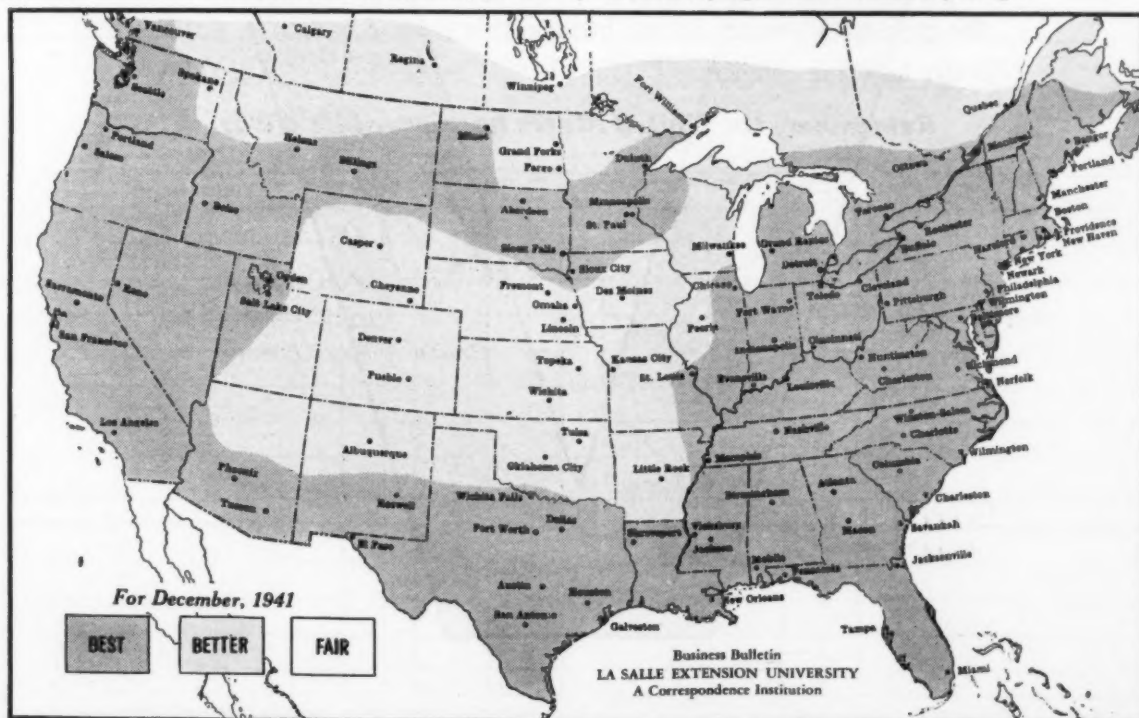 Vancouver
Calgary
Regina
Winnipeg
Fort William
Quebec
Spokane
Seattle
Portland
Salem
Helena
Billings
Boise
Minot
Grand Forks
Fargo
Duluth
Ottawa
Montreal
Bangor
Portland
Manchester
Boston
Providence
New Haven
Hartford
New York
Newark
Philadelphia
Wilmington
Baltimore
Aberdeen
Minneapolis
St. Paul
Sioux Falls
Sioux City
Casper
Cheyenne
Ogden
Salt Lake City
Reno
Sacramento
San Francisco
Los Angeles
Fremont
Omaha
Lincoln
Des Moines
Milwaukee
Grand Rapids
Detroit
Toronto
Rochester
Buffalo
Chicago
Toledo
Cleveland
Pittsburgh
Fort Wayne
Peoria
Indianapolis
Cincinnati
Denver
Pueblo
Topeka
Wichita
Kansas City
St. Louis
Evansville
Louisville
Huntington
Charleston
Richmond
Norfolk
Winston-Salem
Charlotte
Wilmington
Nashville
Memphis
Columbia
Charleston
Savannah
Jacksonville
Tulsa
Oklahoma City
Little Rock
Albuquerque
Phoenix
Tucson
Roswell
El Paso
Wichita Falls
Fort Worth
Dallas
Shreveport
Vicksburg
Jackson
Birmingham
Atlanta
Macon
Mobile
Pensacola
New Orleans
Austin
Houston
San Antonio
Galveston
Tampa
Miami
For December, 1941
BEST
BETTER
FAIR
Business Bulletin
LA SALLE EXTENSION UNIVERSITY
A Correspondence Institution